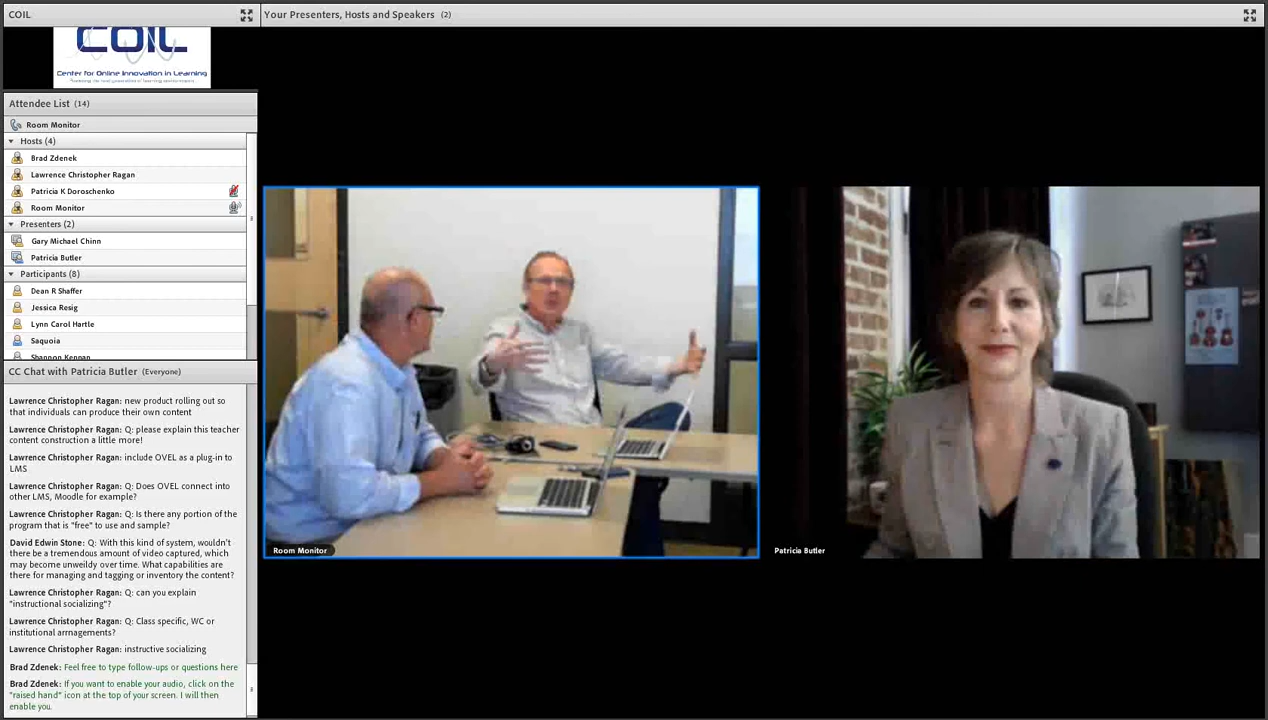 COIL
Your Presenters, Hosts and Speakers (2)
COIL
Center for Online Innovation in Learning
Attendee List (14)
Room Monitor
Hosts (4)
Brad Zdenek
Lawrence Christopher Ragan
Patricia K Doroschenko
Room Monitor
Presenters (2)
Gary Michael Chinn
Patricia Butler
Participants (8)
Dean R Shaffer
Jessica Resig
Lynn Carol Hartle
Saquoia
CC Chat with Patricia Butler (Everyone)
Lawrence Christopher Ragan: new product rolling out so
that individuals can produce their own content
Lawrence Christopher Ragan: Q: please explain this teacher
content construction a little more!
Lawrence Christopher Ragan: include OVEL as a plug-in to
LMS
Lawrence Christopher Ragan: Q: Does OVEL connect into
other LMS, Moodle for example?
Lawrence Christopher Ragan: Q: Is there any portion of the
program that is "free" to use and sample?
David Edwin Stone: Q: With this kind of system, wouldn't
there be a tremendous amount of video captured, which
may become unweildy over time. What capabilities are
there for managing and tagging or inventory the content?
Lawrence Christopher Ragan: Q: can you explain
"instructional socializing"?
Lawrence Christopher Ragan: Q: Class specific, WC or
institutional arrnagements?
Lawrence Christopher Ragan: instructive socializing
Brad Zdenek: Feel free to type follow-ups or questions here
Brad Zdenek: If you want to enable your audio, click on the
"raised hand" icon at the top of your screen. I will then
enable you.
Room Monitor
Patricia Butler